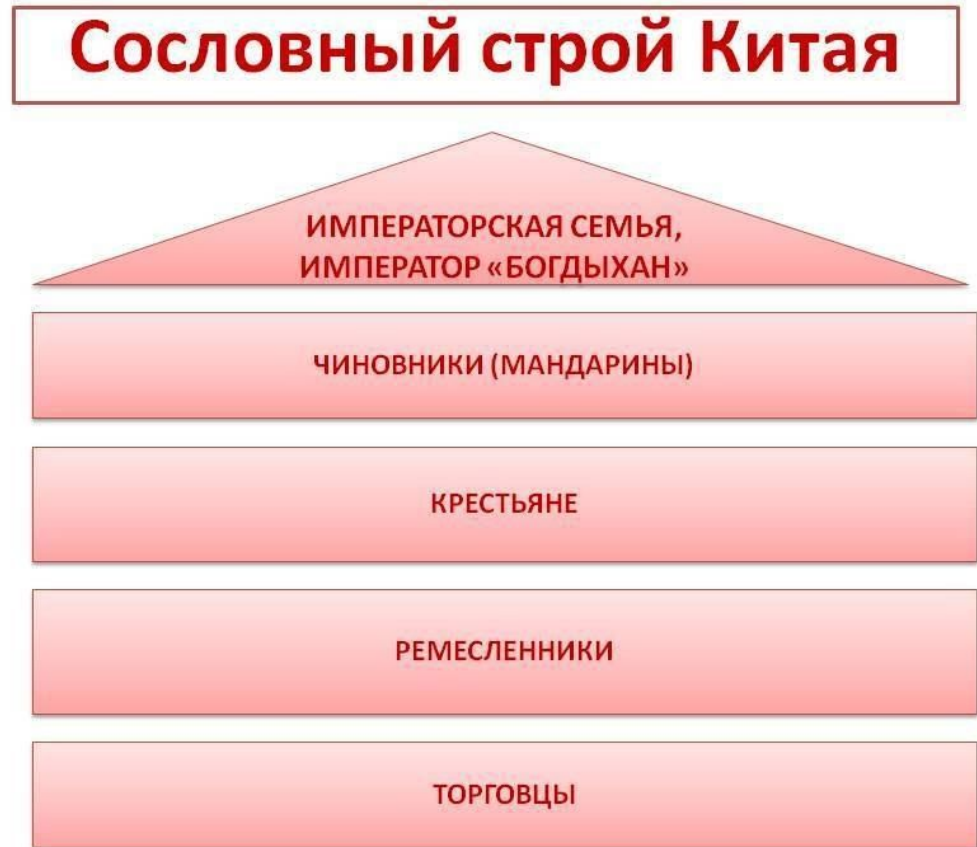 Сословный строй Китая
ИМПЕРАТОРСКАЯ СЕМЬЯ,
ИМПЕРАТОР «БОГДЫХАН»
ЧИНОВНИКИ (МАНДАРИНЫ)
КРЕСТЬЯНЕ
РЕМЕСЛЕННИКИ
ТОРГОВЦЫ